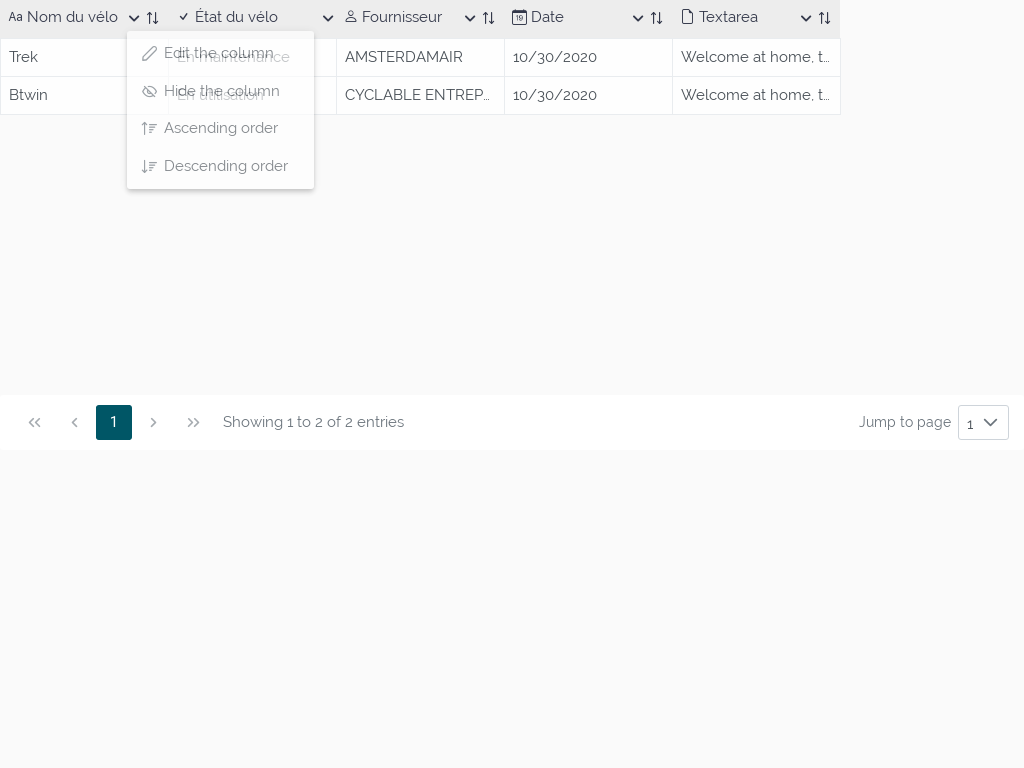 Aa Nom du vélo État du vélo Fournisseur 19 Date Textarea
Trek En maintenance AMSTERDAMAIR 10/30/2020 Welcome at home, t...
Btwin En utilisation CYCLABLE ENTREP... 10/30/2020 Welcome at home, t...
Edit the column
Hide the column
Ascending order
Descending order
1 Showing 1 to 2 of 2 entries Jump to page 1